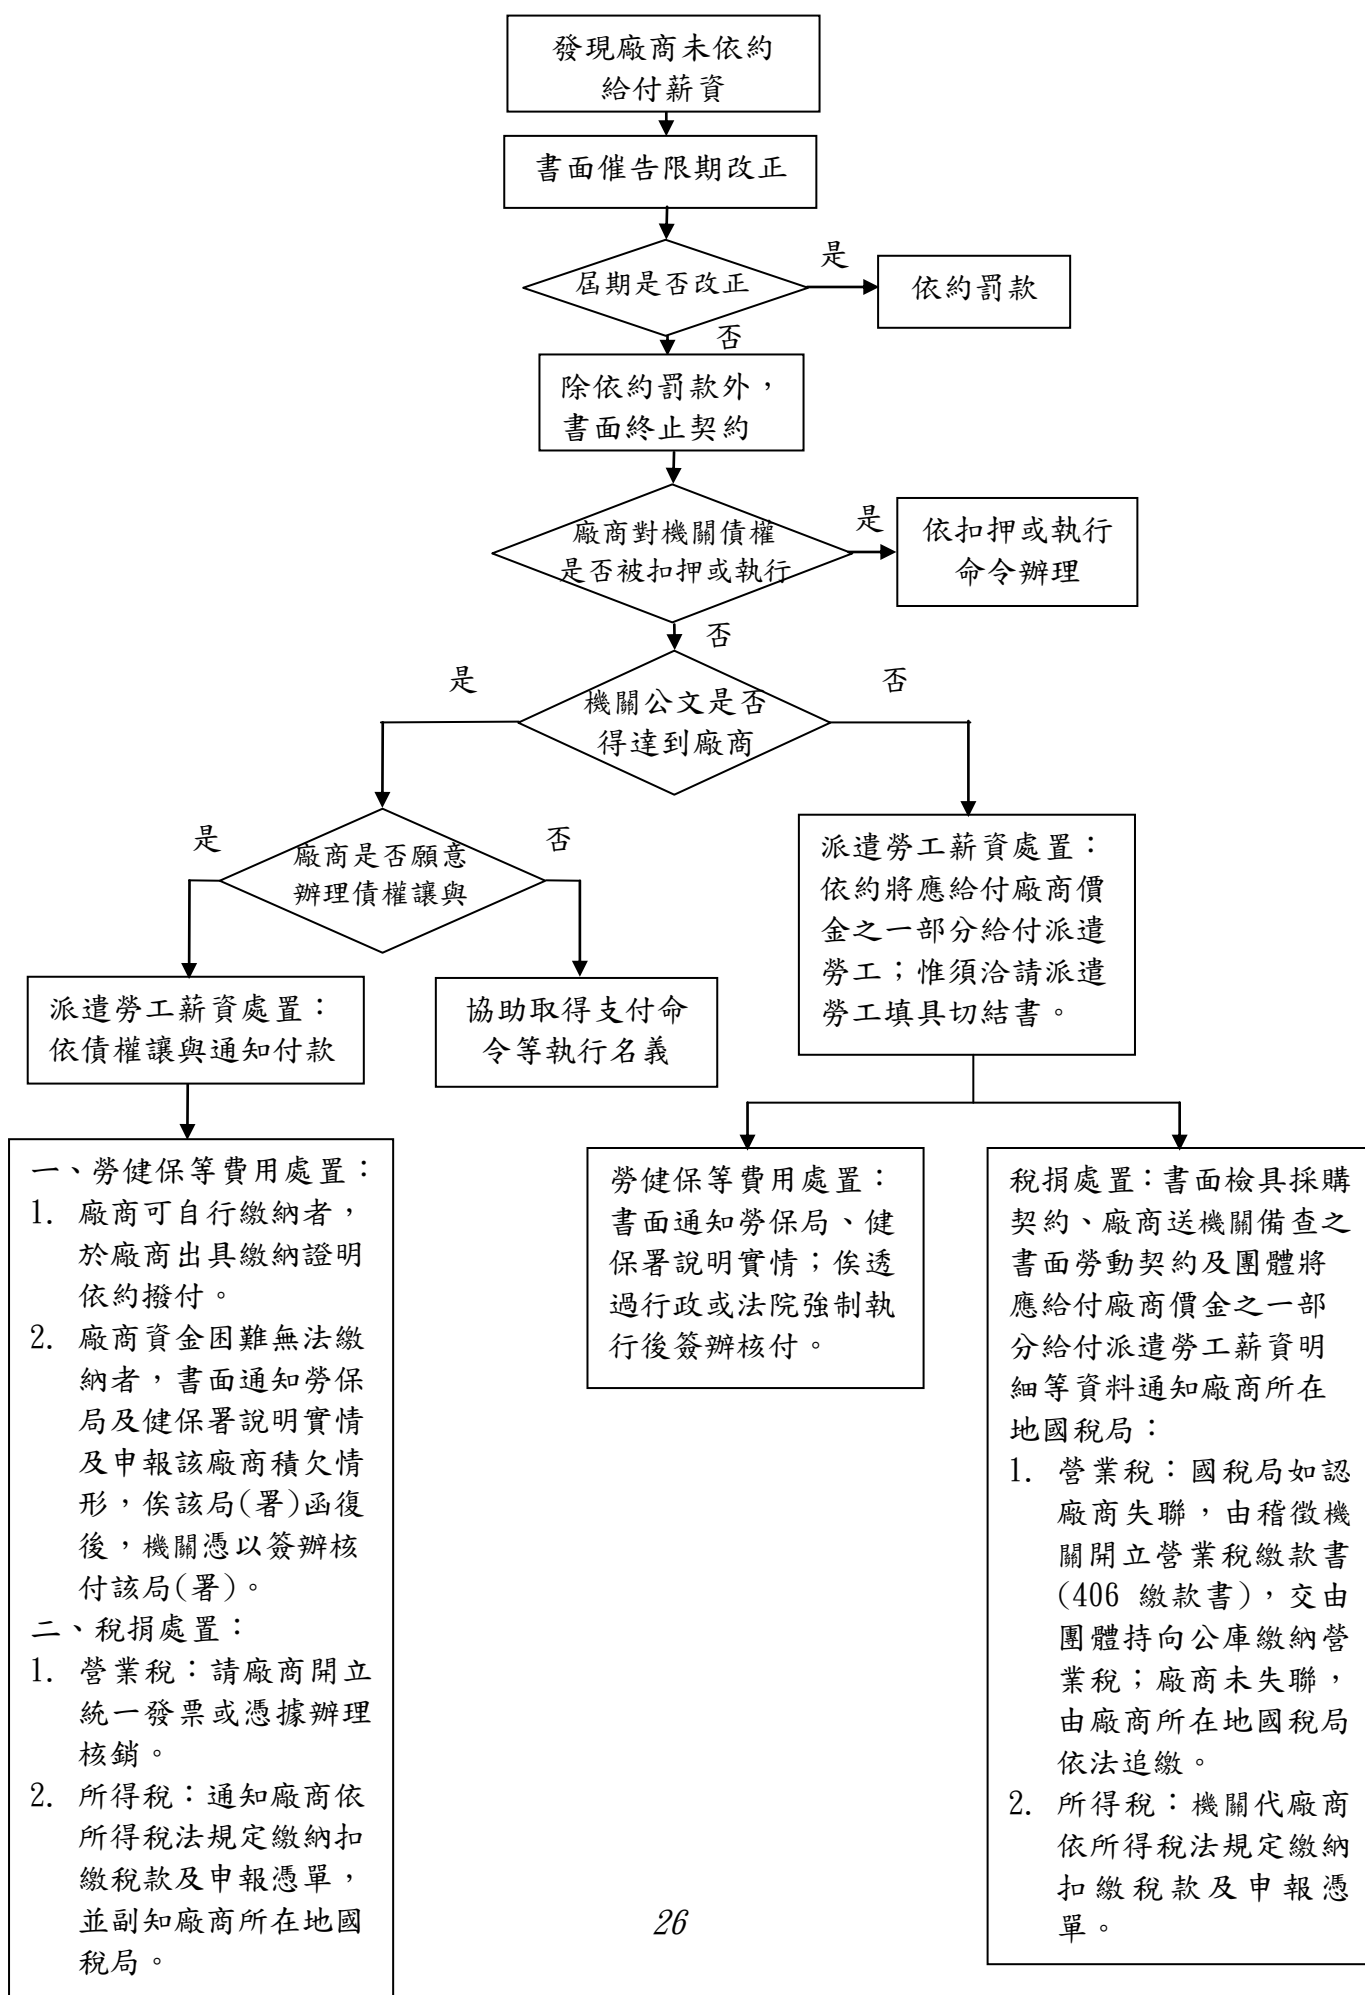 發現廠商未依約
給付薪資
書面催告限期改正
屆期是否改正
是
依約罰款
否
除依約罰款外，
書面終止契約
廠商對機關債權
是否被扣押或執行
是
依扣押或執行
命令辦理
否
機關公文是否
得達到廠商
是
否
廠商是否願意
辦理債權讓與
是
否
派遣勞工薪資處置：
依債權讓與通知付款
協助取得支付命
令等執行名義
派遣勞工薪資處置：
依約將應給付廠商價
金之一部分給付派遣
勞工；惟須洽請派遣
勞工填具切結書。
一、勞健保等費用處置：
1. 廠商可自行繳納者，
於廠商出具繳納證明
依約撥付。
2. 廠商資金困難無法繳
納者，書面通知勞保
局及健保署說明實情
及申報該廠商積欠情
形，俟該局(署)函復
後，機關憑以簽辦核
付該局(署)。
二、稅捐處置：
1. 營業稅：請廠商開立
統一發票或憑據辦理
核銷。
2. 所得稅：通知廠商依
所得稅法規定繳納扣
繳稅款及申報憑單，
並副知廠商所在地國
稅局。
勞健保等費用處置：
書面通知勞保局、健
保署說明實情；俟透
過行政或法院強制執
行後簽辦核付。
稅捐處置：書面檢具採購
契約、廠商送機關備查之
書面勞動契約及團體將
應給付廠商價金之一部
分給付派遣勞工薪資明
細等資料通知廠商所在
地國稅局：
1. 營業稅：國稅局如認
廠商失聯，由稽徵機
關開立營業稅繳款書
(406 繳款書)，交由
團體持向公庫繳納營
業稅；廠商未失聯，
由廠商所在地國稅局
依法追繳。
2. 所得稅：機關代廠商
依所得稅法規定繳納
扣繳稅款及申報憑
單。
26